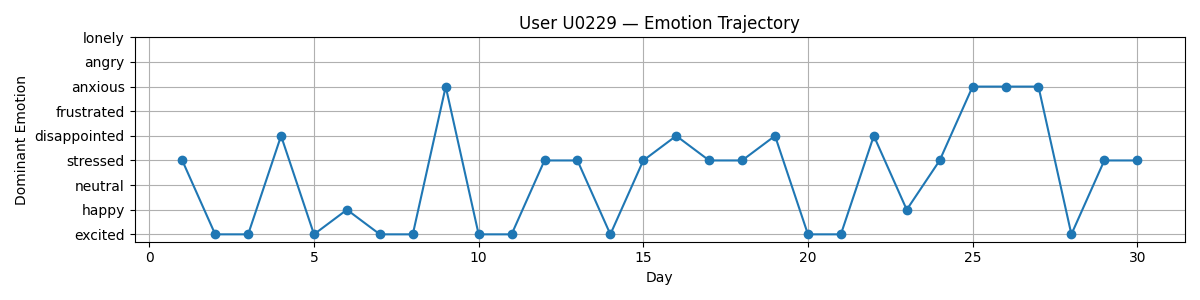 User U0229 — Emotion Trajectory
Dominant Emotion
lonely
angry
anxious
frustrated
disappointed
stressed
neutral
happy
excited
0 5 10 15 20 25 30
Day